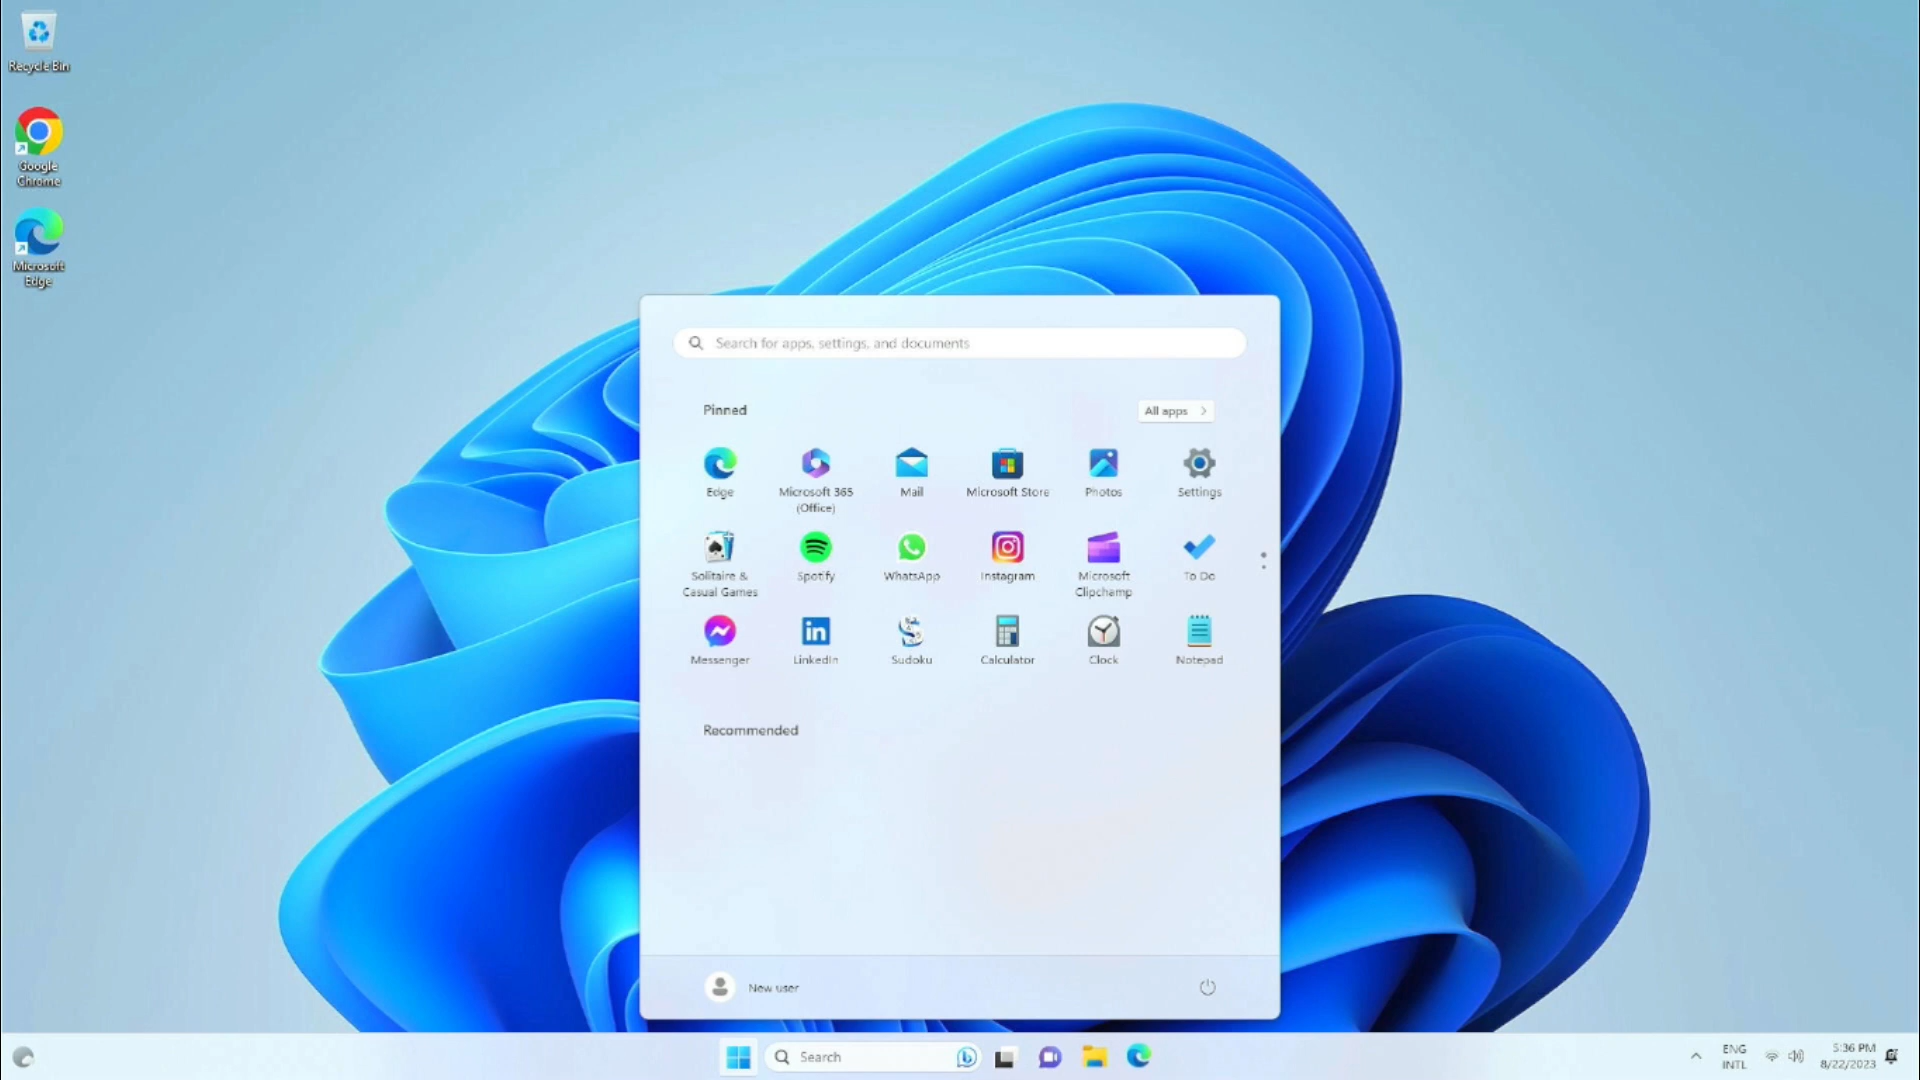 Recycle Bin
Google
Chrome
Microsoft
Edge
Search for apps, settings, and documents
Pinned
All apps
Edge
Microsoft 365
(Office)
Mail
Microsoft Store
Photos
Settings
Solitaire &
Casual Games
Spotify
WhatsApp
Instagram
Microsoft
Clipchamp
To Do
Messenger
LinkedIn
Sudoku
Calculator
Clock
Notepad
Recommended
New user
Search
ENG
INTL
5:36 PM
8/22/2023